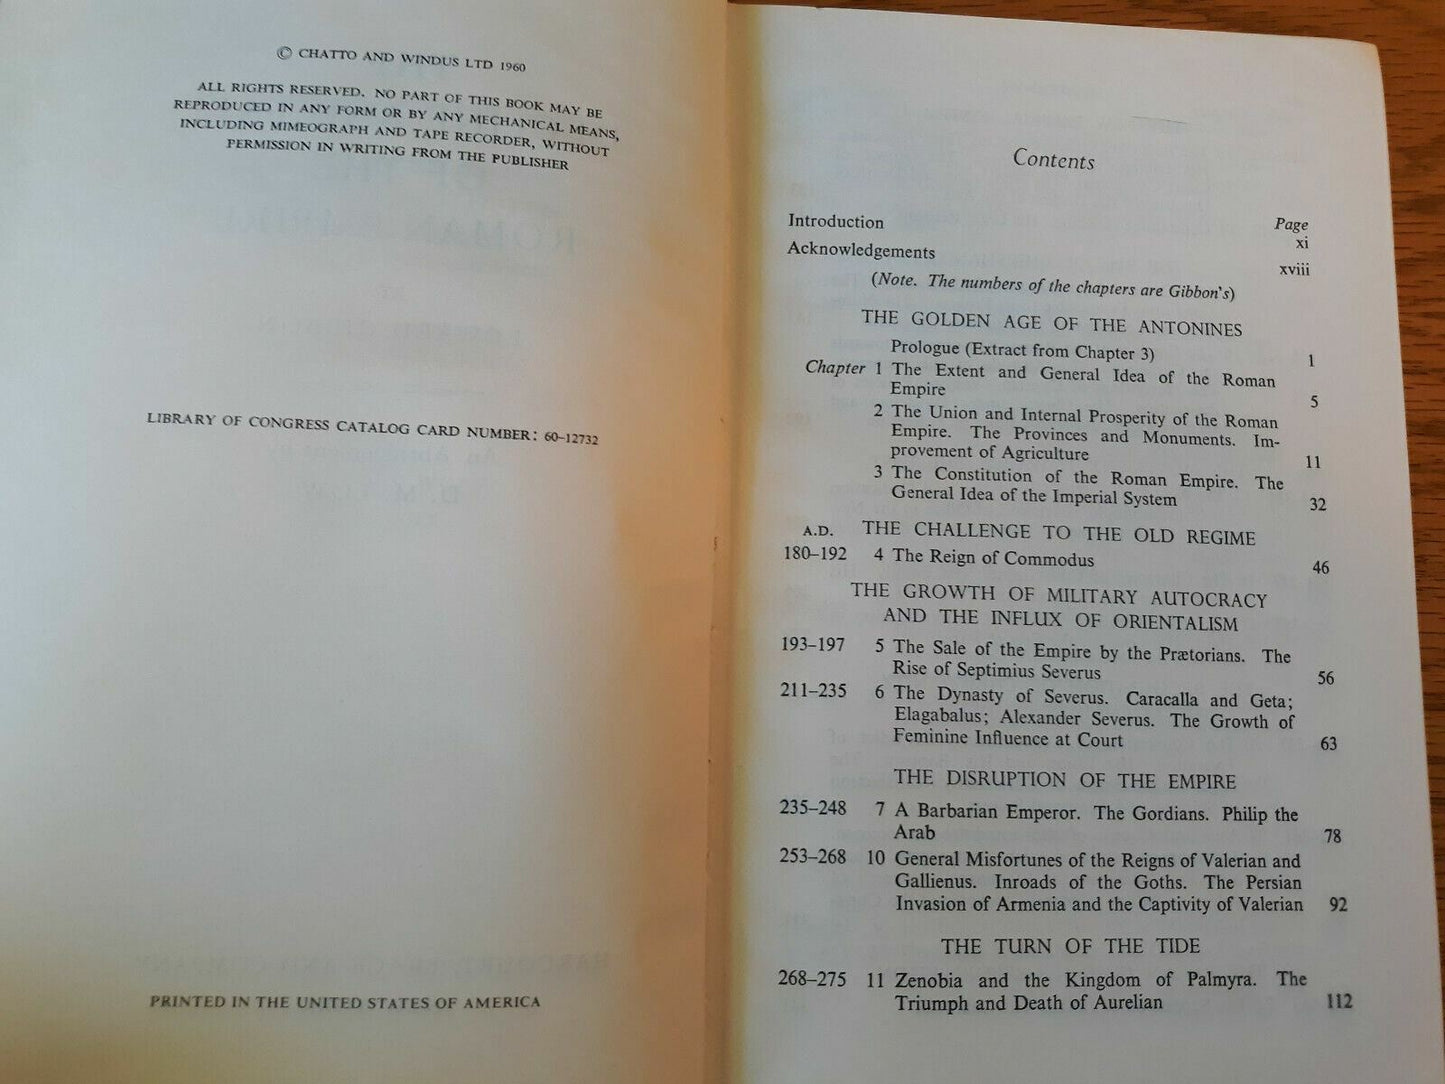 © CHATTO AND WINDUS LTD 1960
ALL RIGHTS RESERVED. NO PART OF THIS BOOK MAY BE
REPRODUCED IN ANY FORM OR BY ANY MECHANICAL MEANS,
INCLUDING MIMEOGRAPH AND TAPE RECORDER, WITHOUT
PERMISSION IN WRITING FROM THE PUBLISHER
LIBRARY OF CONGRESS CATALOG CARD NUMBER: 60-12732
PRINTED IN THE UNITED STATES OF AMERICA
Contents
Page
Introduction xi
Acknowledgements xviii
(Note. The numbers of the chapters are Gibbon's)
THE GOLDEN AGE OF THE ANTONINES
Prologue (Extract from Chapter 3) 1
Chapter 1 The Extent and General Idea of the Roman
Empire 5
2 The Union and Internal Prosperity of the Roman
Empire. The Provinces and Monuments. Im-
provement of Agriculture 11
3 The Constitution of the Roman Empire. The
General Idea of the Imperial System 32
A.D. THE CHALLENGE TO THE OLD REGIME
180–192 4 The Reign of Commodus 46
THE GROWTH OF MILITARY AUTOCRACY
AND THE INFLUX OF ORIENTALISM
193–197 5 The Sale of the Empire by the Prætorians. The
Rise of Septimius Severus 56
211–235 6 The Dynasty of Severus. Caracalla and Geta;
Elagabalus; Alexander Severus. The Growth of
Feminine Influence at Court 63
THE DISRUPTION OF THE EMPIRE
235–248 7 A Barbarian Emperor. The Gordians. Philip the
Arab 78
253–268 10 General Misfortunes of the Reigns of Valerian and
Gallienus. Inroads of the Goths. The Persian
Invasion of Armenia and the Captivity of Valerian 92
THE TURN OF THE TIDE
268–275 11 Zenobia and the Kingdom of Palmyra. The
Triumph and Death of Aurelian 112